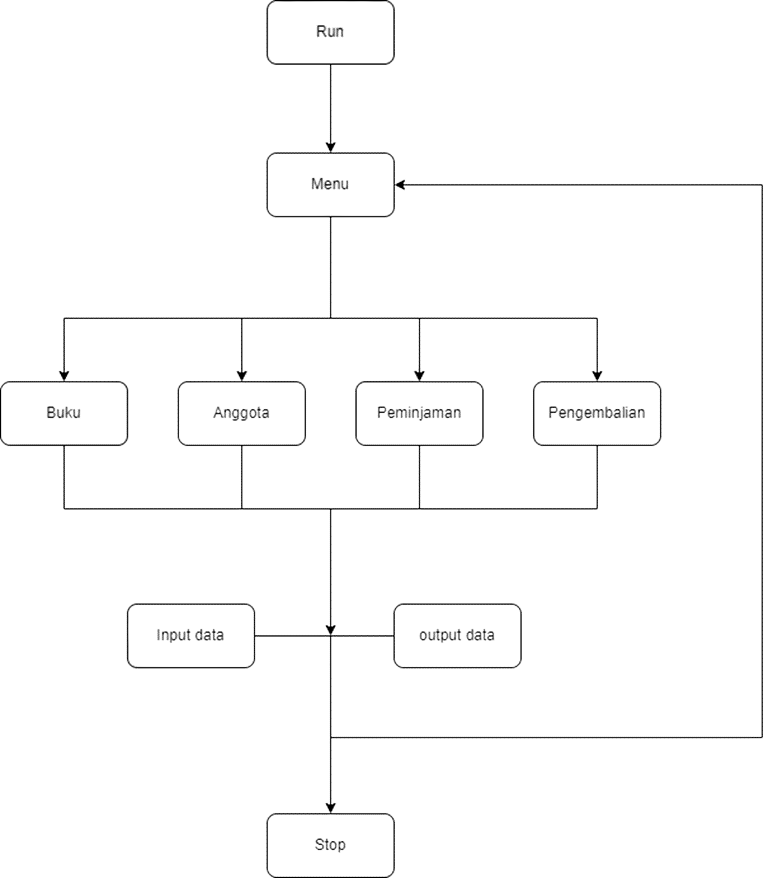 Run
Menu
Buku
Anggota
Peminjaman
Pengembalian
Input data
output data
Stop